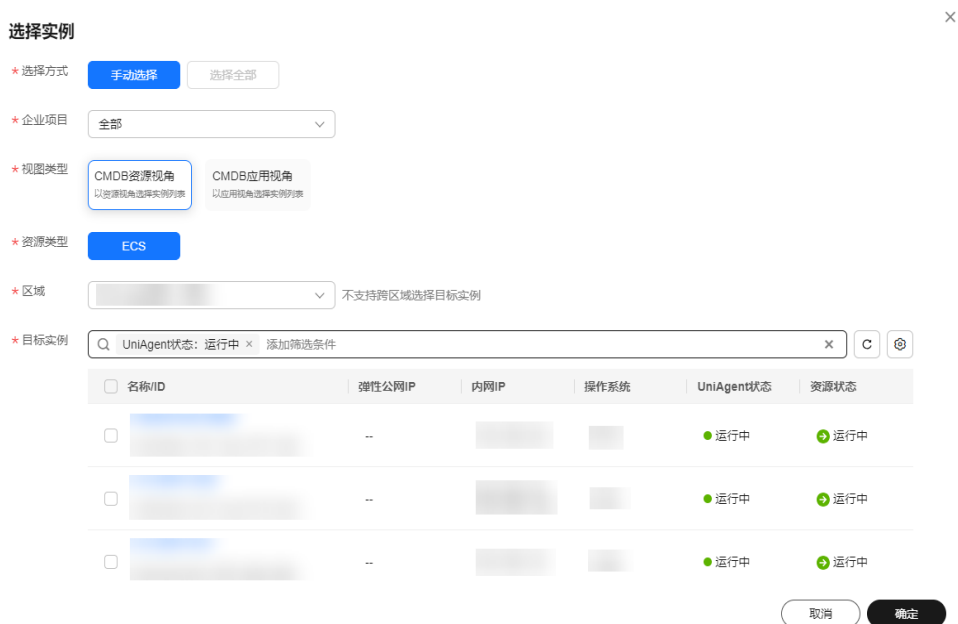 选择实例
* 选择方式 手动选择 选择全部
* 企业项目 全部
* 视图类型 CMDB资源视角 CMDB应用视角
以资源视角选择实例列表 以应用视角选择实例列表
* 资源类型 ECS
* 区域 不支持跨区域选择目标实例
* 目标实例 UniAgent状态：运行中 × 添加筛选条件
名称/ID 弹性公网IP 内网IP 操作系统 UniAgent状态 资源状态
-- 运行中 运行中
-- 运行中 运行中
-- 运行中 运行中
取消 确定